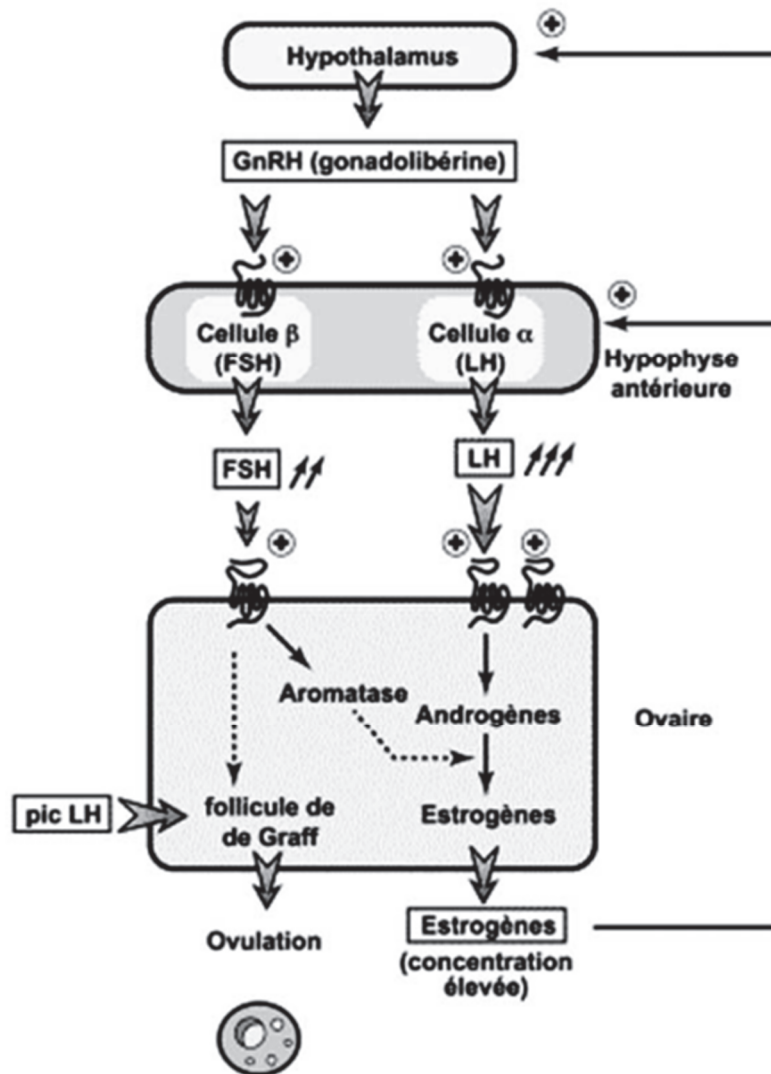 Hypothalamus
GnRH (gonadolibérine)
Cellule β
(FSH)
Cellule α
(LH)
Hypophyse
antérieure
FSH
LH
Aromatase
Androgènes
Ovaire
pic LH
follicule de
de Graff
Estrogènes
Ovulation
Estrogènes
(concentration
élevée)